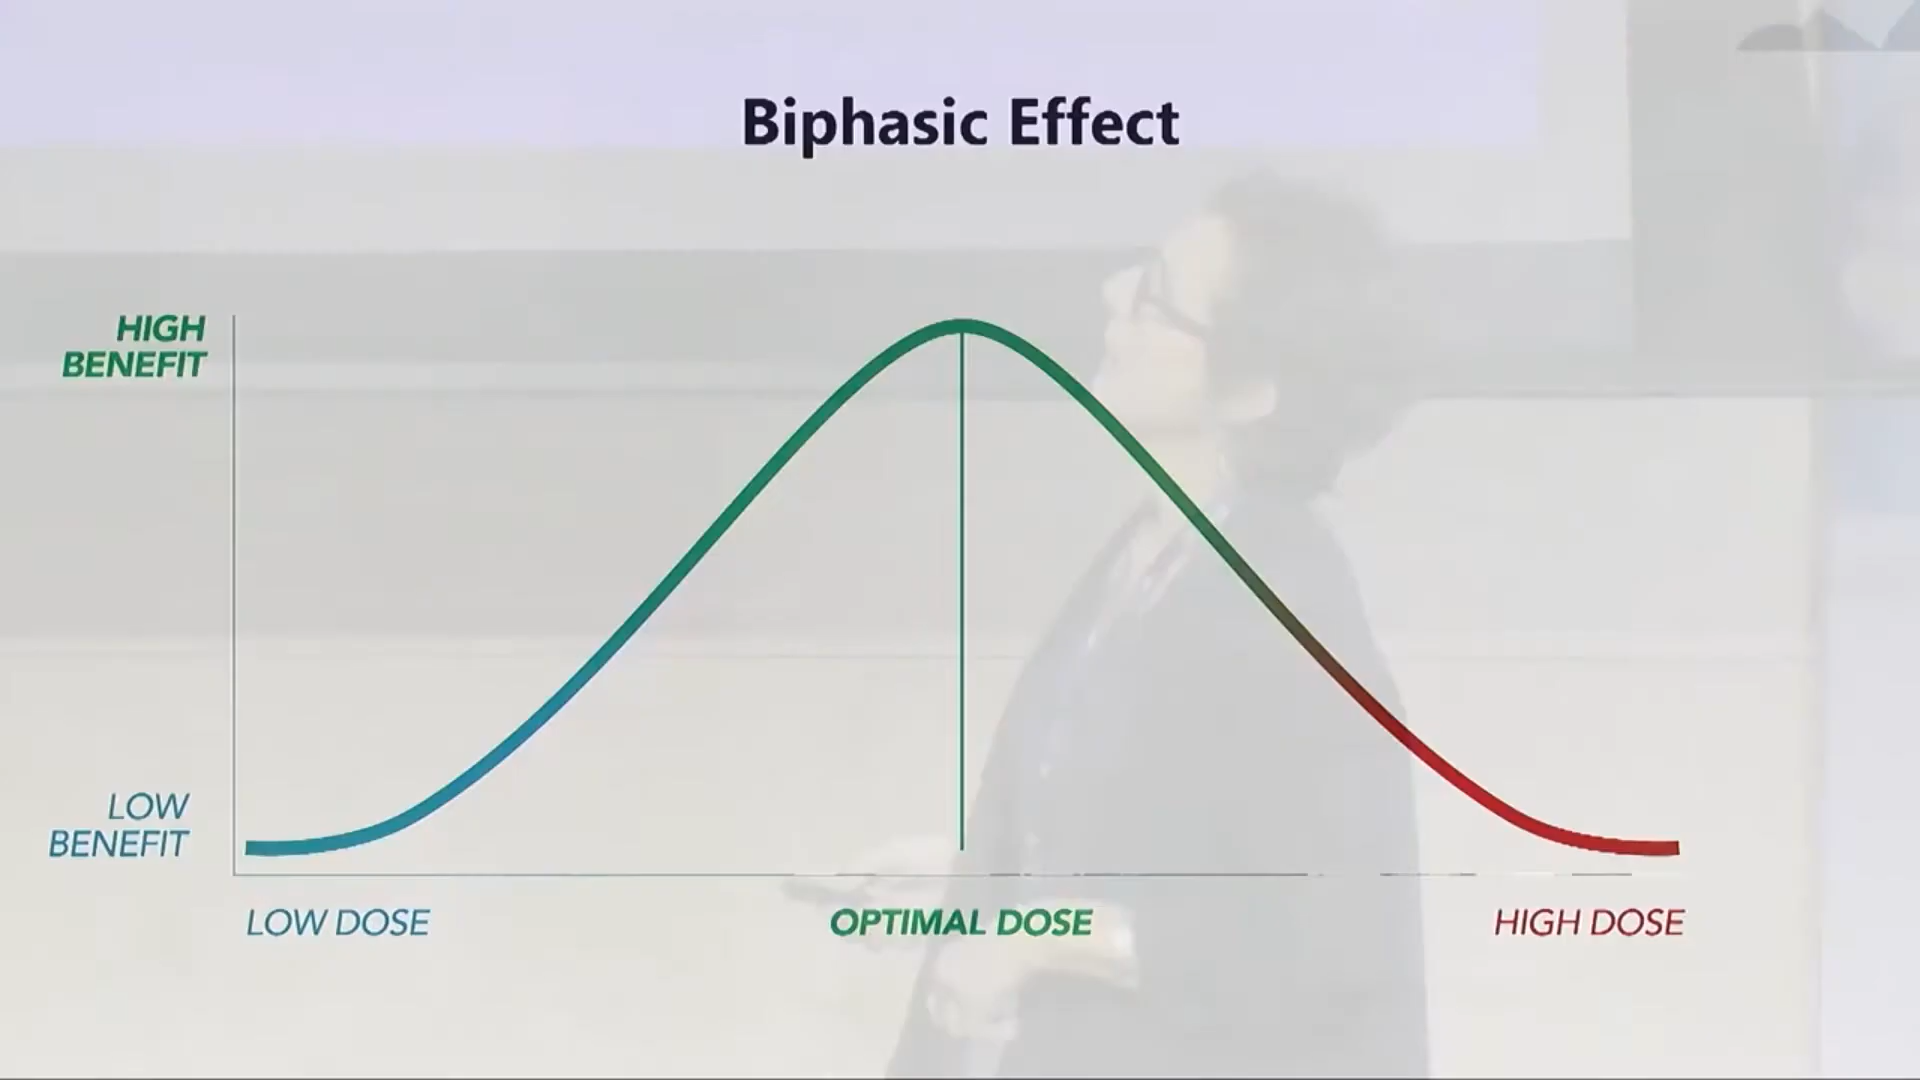 Biphasic Effect
HIGH
BENEFIT
LOW
BENEFIT
LOW DOSE
OPTIMAL DOSE
HIGH DOSE